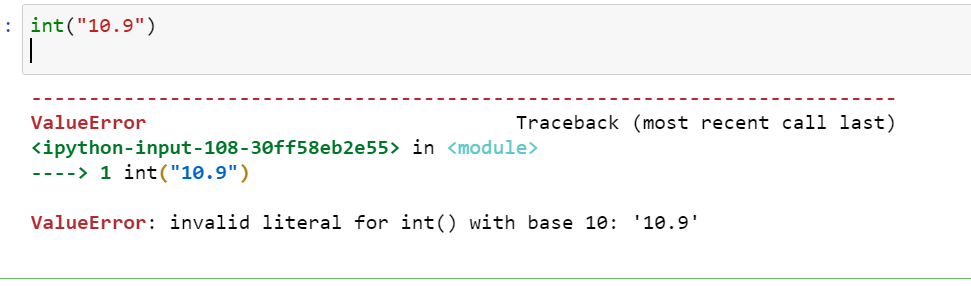 : int("10.9")
---------------------------------------------------------------------------
ValueError Traceback (most recent call last)
<ipython-input-108-30ff58eb2e55> in <module>
----> 1 int("10.9")
ValueError: invalid literal for int() with base 10: '10.9'